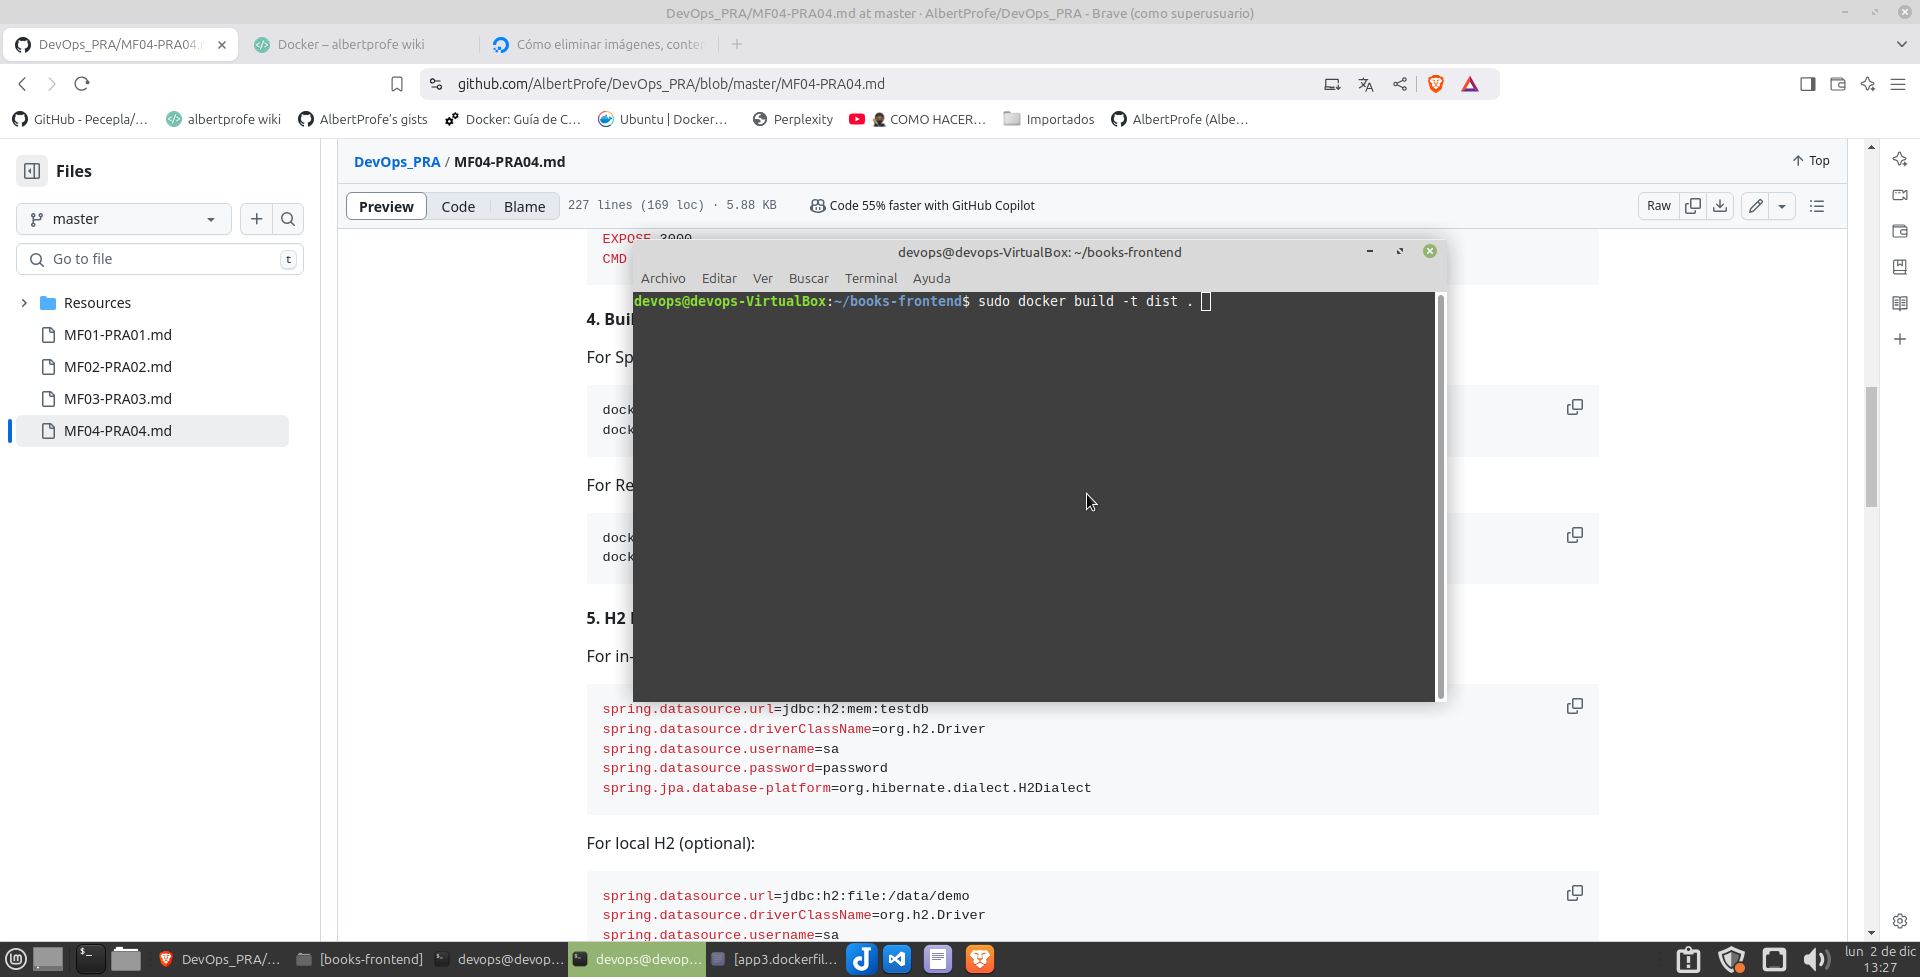 DevOps_PRA/MF04-PRA04.md at master · AlbertProfe/DevOps_PRA - Brave (como superusuario)
DevOps_PRA/MF04-PRA04.
Docker – albertprofe wiki
Cómo eliminar imágenes, conte
github.com/AlbertProfe/DevOps_PRA/blob/master/MF04-PRA04.md
GitHub - Pecepla/...
albertprofe wiki
AlbertProfe's gists
Docker: Guía de C...
Ubuntu | Docker...
Perplexity
COMO HACER...
Importados
AlbertProfe (Albe...
Files
master
Go to file
t
Resources
MF01-PRA01.md
MF02-PRA02.md
MF03-PRA03.md
MF04-PRA04.md
DevOps_PRA / MF04-PRA04.md
Top
Preview
Code
Blame
227 lines (169 loc) · 5.88 KB
Code 55% faster with GitHub Copilot
Raw
EXPOSE 3000
CMD
devops@devops-VirtualBox: ~/books-frontend
Archivo
Editar
Ver
Buscar
Terminal
Ayuda
devops@devops-VirtualBox:~/books-frontend$ sudo docker build -t dist .
4. Bui
For Sp
dock
dock
For Re
dock
dock
5. H2
For in-
spring.datasource.url=jdbc:h2:mem:testdb
spring.datasource.driverClassName=org.h2.Driver
spring.datasource.username=sa
spring.datasource.password=password
spring.jpa.database-platform=org.hibernate.dialect.H2Dialect
For local H2 (optional):
spring.datasource.url=jdbc:h2:file:/data/demo
spring.datasource.driverClassName=org.h2.Driver
spring.datasource.username=sa
DevOps_PRA/...
[books-frontend]
devops@devop...
devops@devop...
[app3.dockerfil...
lun 2 de dic
13:27